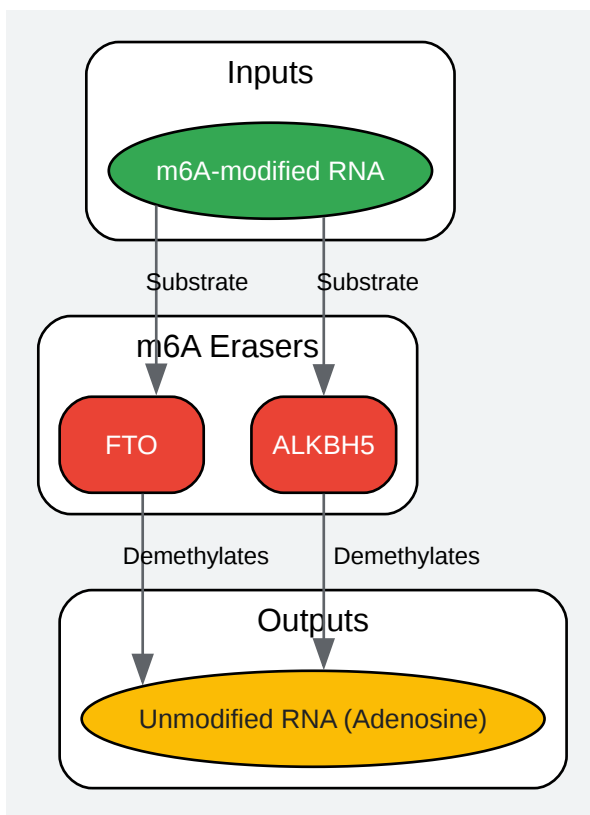 Inputs
m6A-modified RNA
Substrate
Substrate
m6A Erasers
FTO
ALKBH5
Demethylates
Demethylates
Outputs
Unmodified RNA (Adenosine)